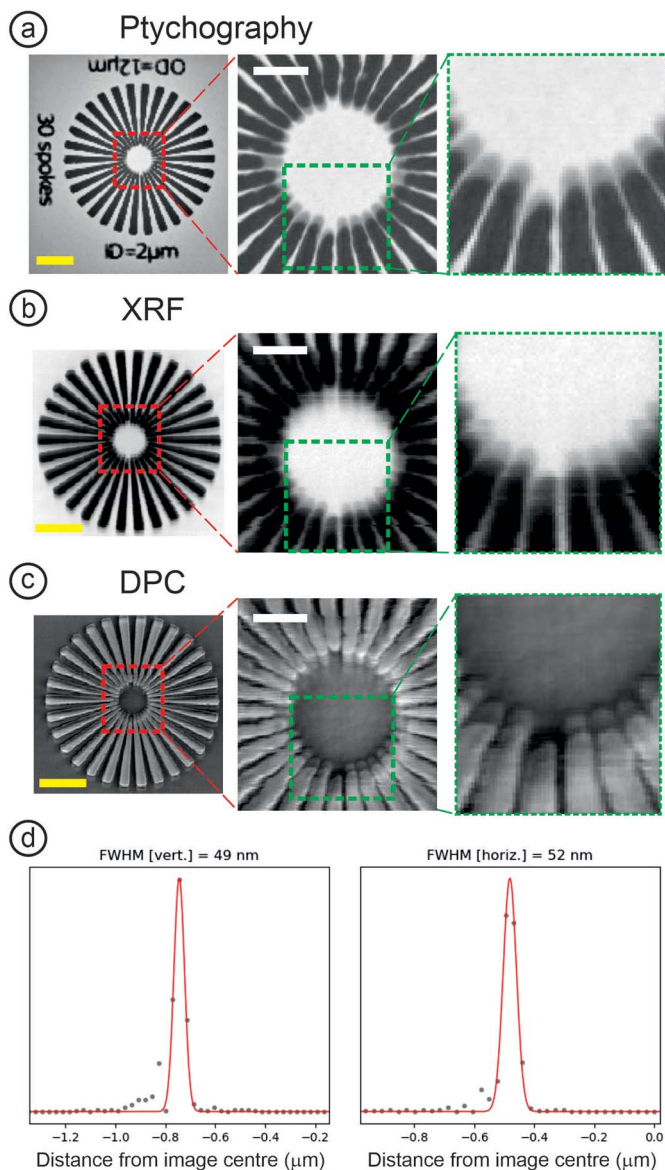 a Ptychography
OD=12µm
30 spokes
ID=2µm
b XRF
c DPC
d
FWHM [vert.] = 49 nm
FWHM [horiz.] = 52 nm
−1.2 −1.0 −0.8 −0.6 −0.4 −0.2
−0.8 −0.6 −0.4 −0.2 0.0
Distance from image centre (µm)
Distance from image centre (µm)